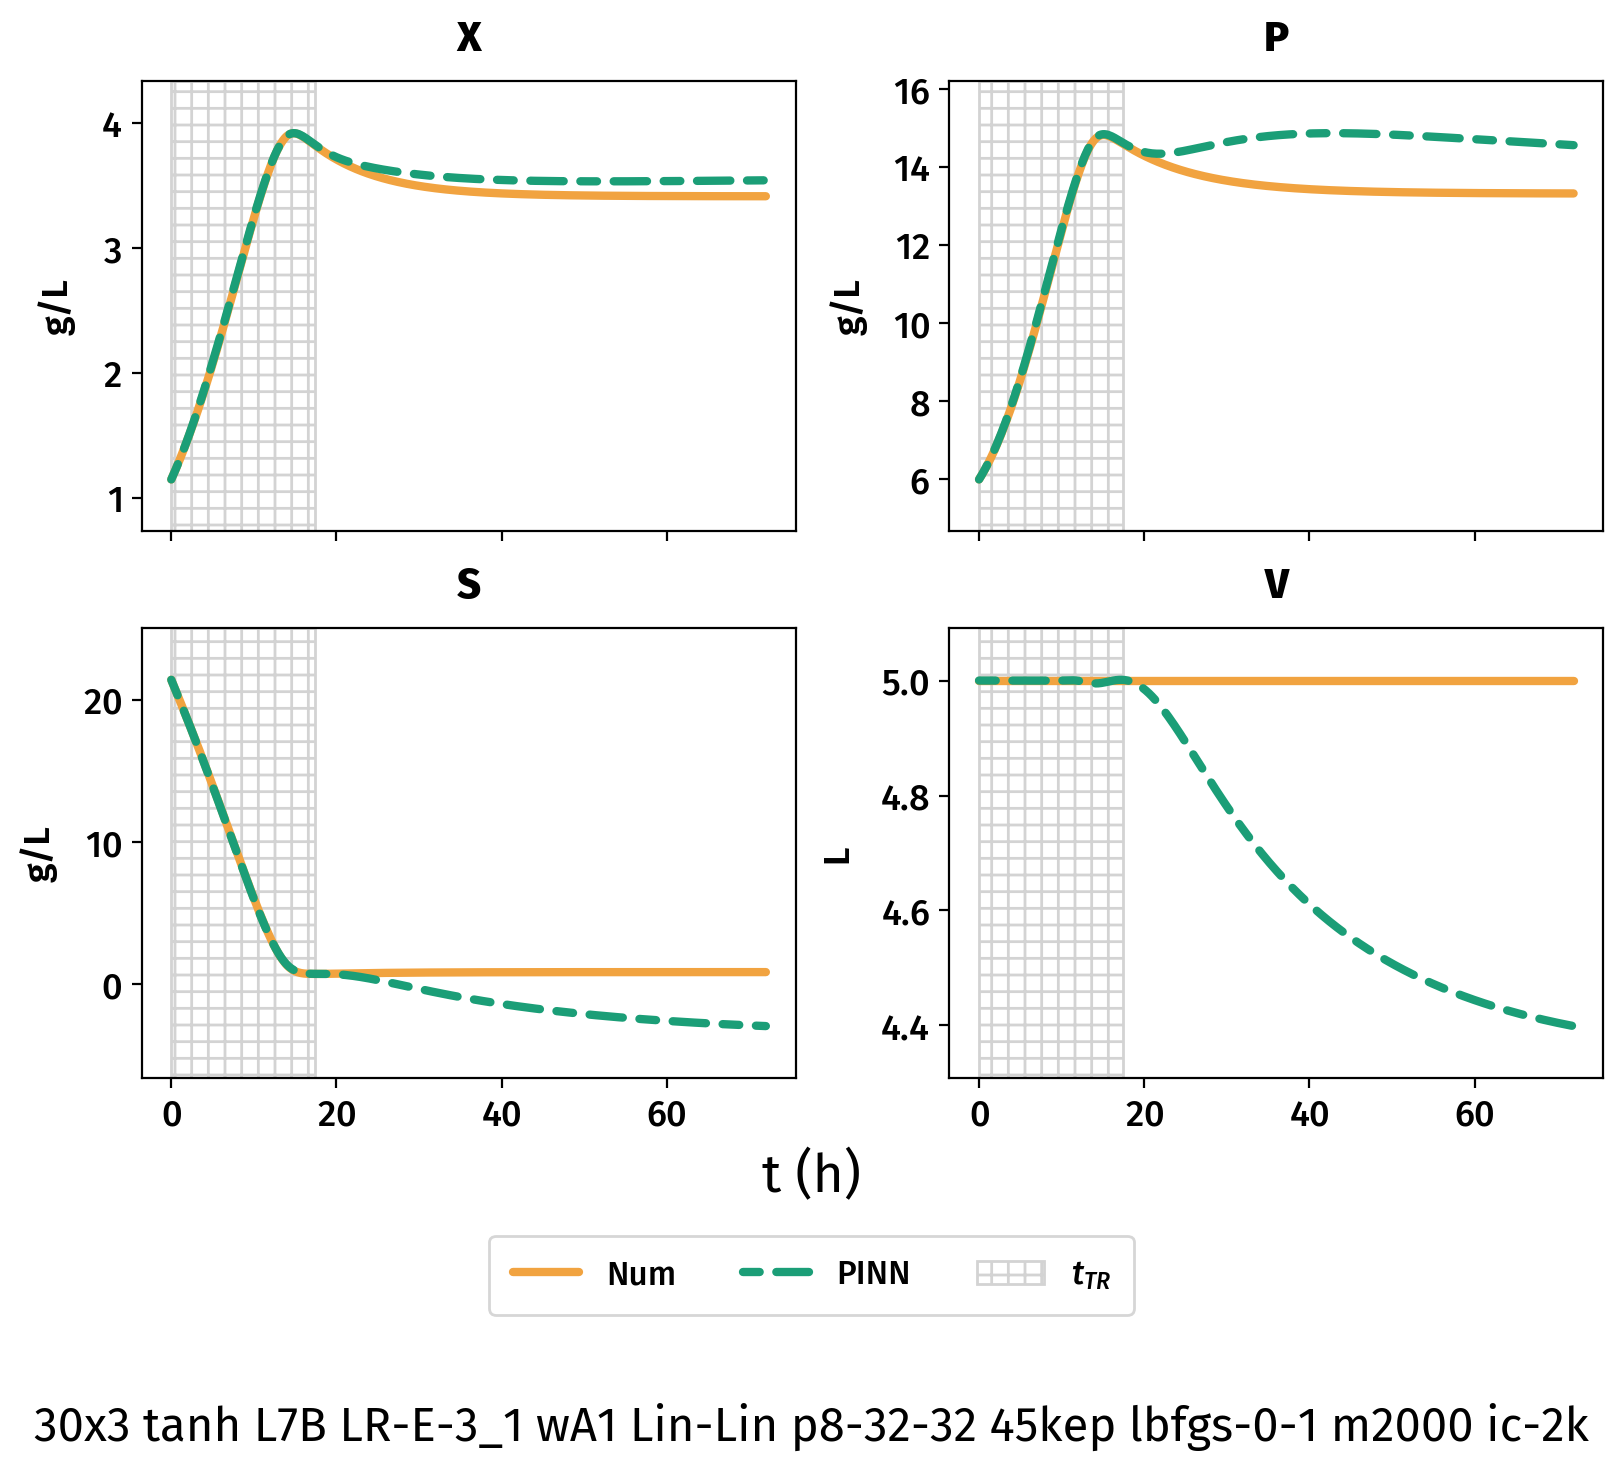 X
P
4
3
2
1
g/L
16
14
12
10
8
6
g/L
S
V
20
10
0
g/L
5.0
4.8
4.6
4.4
L
0 20 40 60
0 20 40 60
t (h)
Num PINN t_TR
30x3 tanh L7B LR-E-3_1 wA1 Lin-Lin p8-32-32 45kep lbfgs-0-1 m2000 ic-2k